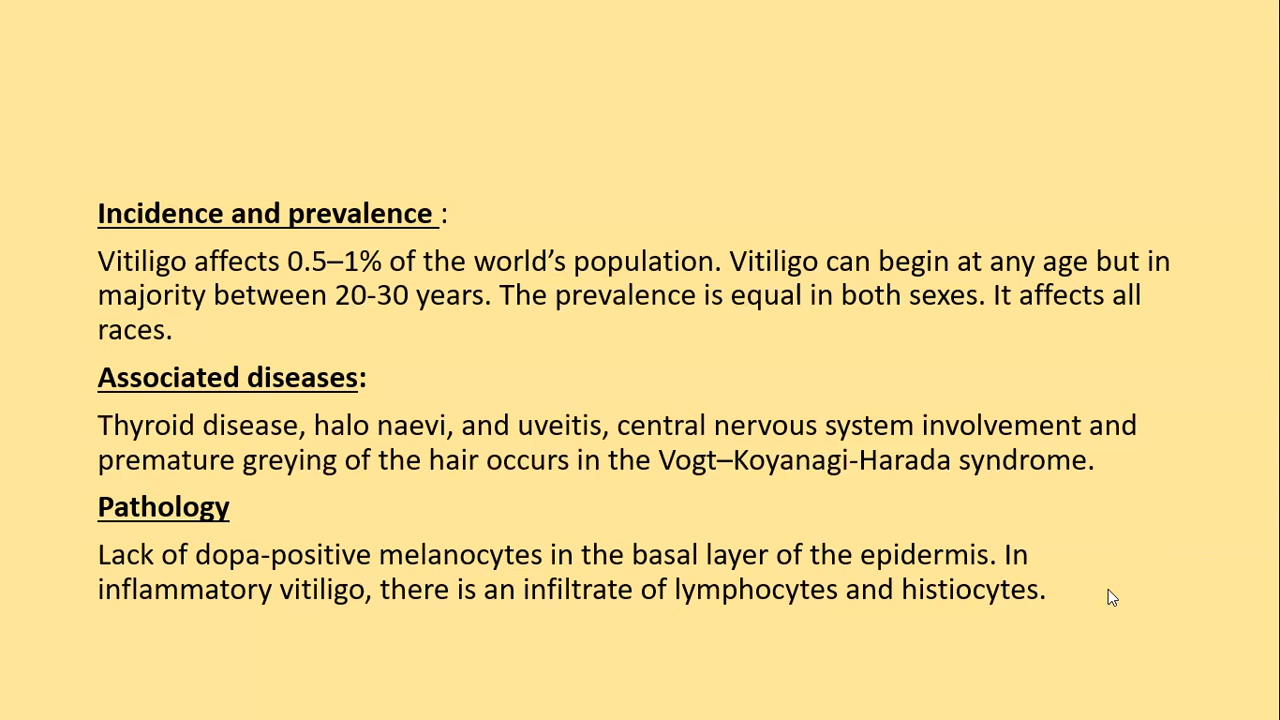 Incidence and prevalence :
Vitiligo affects 0.5–1% of the world’s population. Vitiligo can begin at any age but in
majority between 20-30 years. The prevalence is equal in both sexes. It affects all
races.
Associated diseases:
Thyroid disease, halo naevi, and uveitis, central nervous system involvement and
premature greying of the hair occurs in the Vogt–Koyanagi-Harada syndrome.
Pathology
Lack of dopa-positive melanocytes in the basal layer of the epidermis. In
inflammatory vitiligo, there is an infiltrate of lymphocytes and histiocytes.